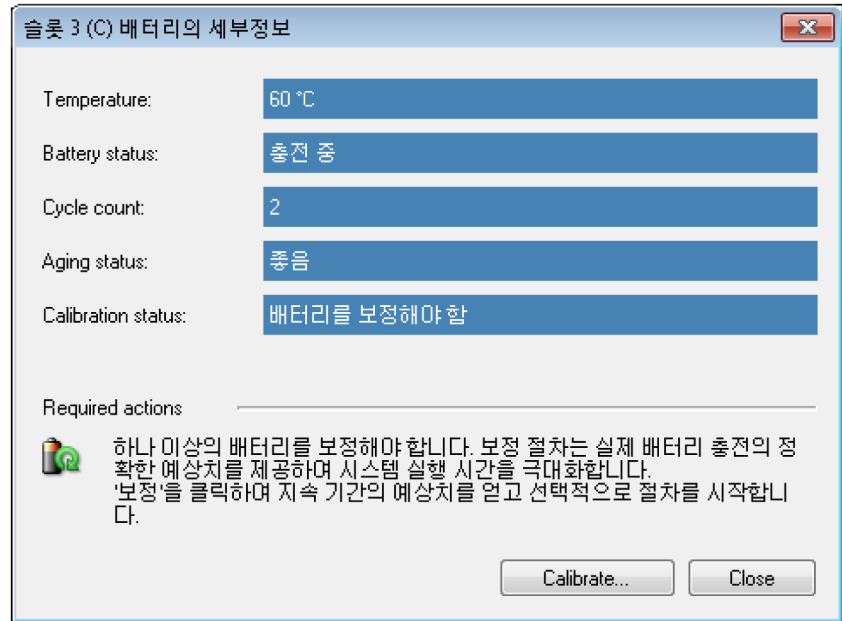 슬롯 3 (C) 배터리의 세부정보
Temperature: 60 °C
Battery status: 충전 중
Cycle count: 2
Aging status: 좋음
Calibration status: 배터리를 보정해야 함
Required actions
하나 이상의 배터리를 보정해야 합니다. 보정 절차는 실제 배터리 충전의 정
확한 예상치를 제공하며 시스템 실행 시간을 극대화합니다.
'보정'을 클릭하며 지속 기간의 예상치를 얻고 선택적으로 절차를 시작합니
다.
Calibrate... Close